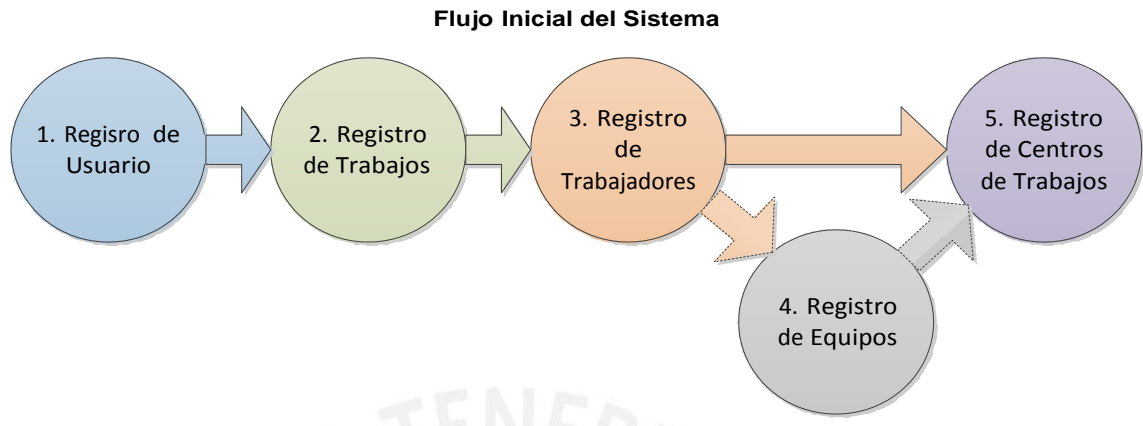 Flujo Inicial del Sistema
1. Regisro de
Usuario
2. Registro
de Trabajos
3. Registro
de
Trabajadores
5. Registro
de Centros
de Trabajos
4. Registro
de Equipos